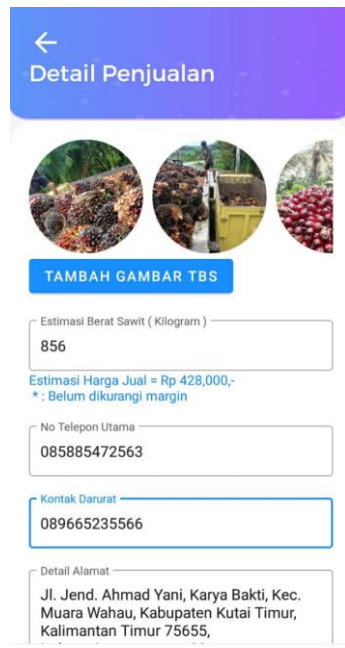 Detail Penjualan
TAMBAH GAMBAR TBS
Estimasi Berat Sawit ( Kilogram )
856
Estimasi Harga Jual = Rp 428,000,-
* : Belum dikurangi margin
No Telepon Utama
085885472563
Kontak Darurat
089665235566
Detail Alamat
Jl. Jend. Ahmad Yani, Karya Bakti, Kec.
Muara Wahau, Kabupaten Kutai Timur,
Kalimantan Timur 75655,